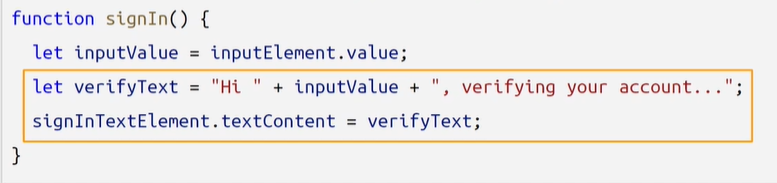 function signIn() {
let inputValue = inputElement.value;
let verifyText = "Hi " + inputValue + ", verifying your account...";
signInTextElement.textContent = verifyText;
}